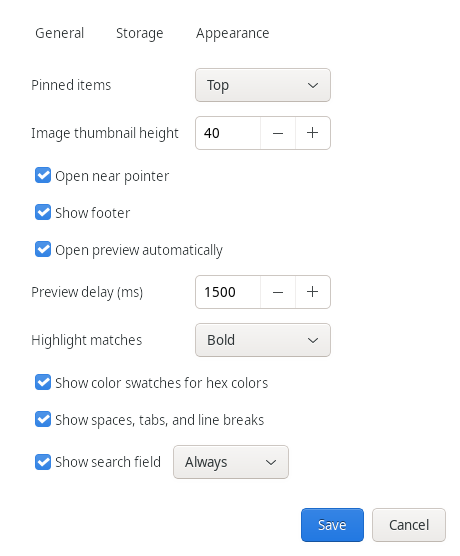 General Storage Appearance
Pinned items Top
Image thumbnail height 40 − +
Open near pointer
Show footer
Open preview automatically
Preview delay (ms) 1500 − +
Highlight matches Bold
Show color swatches for hex colors
Show spaces, tabs, and line breaks
Show search field Always
Save Cancel